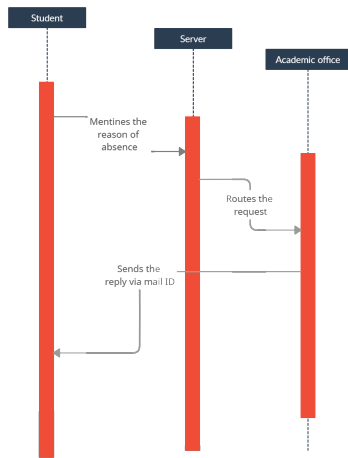 Student
Server
Academic office
Mentines the
reason of
absence
Routes the
request
Sends the
reply via mail ID